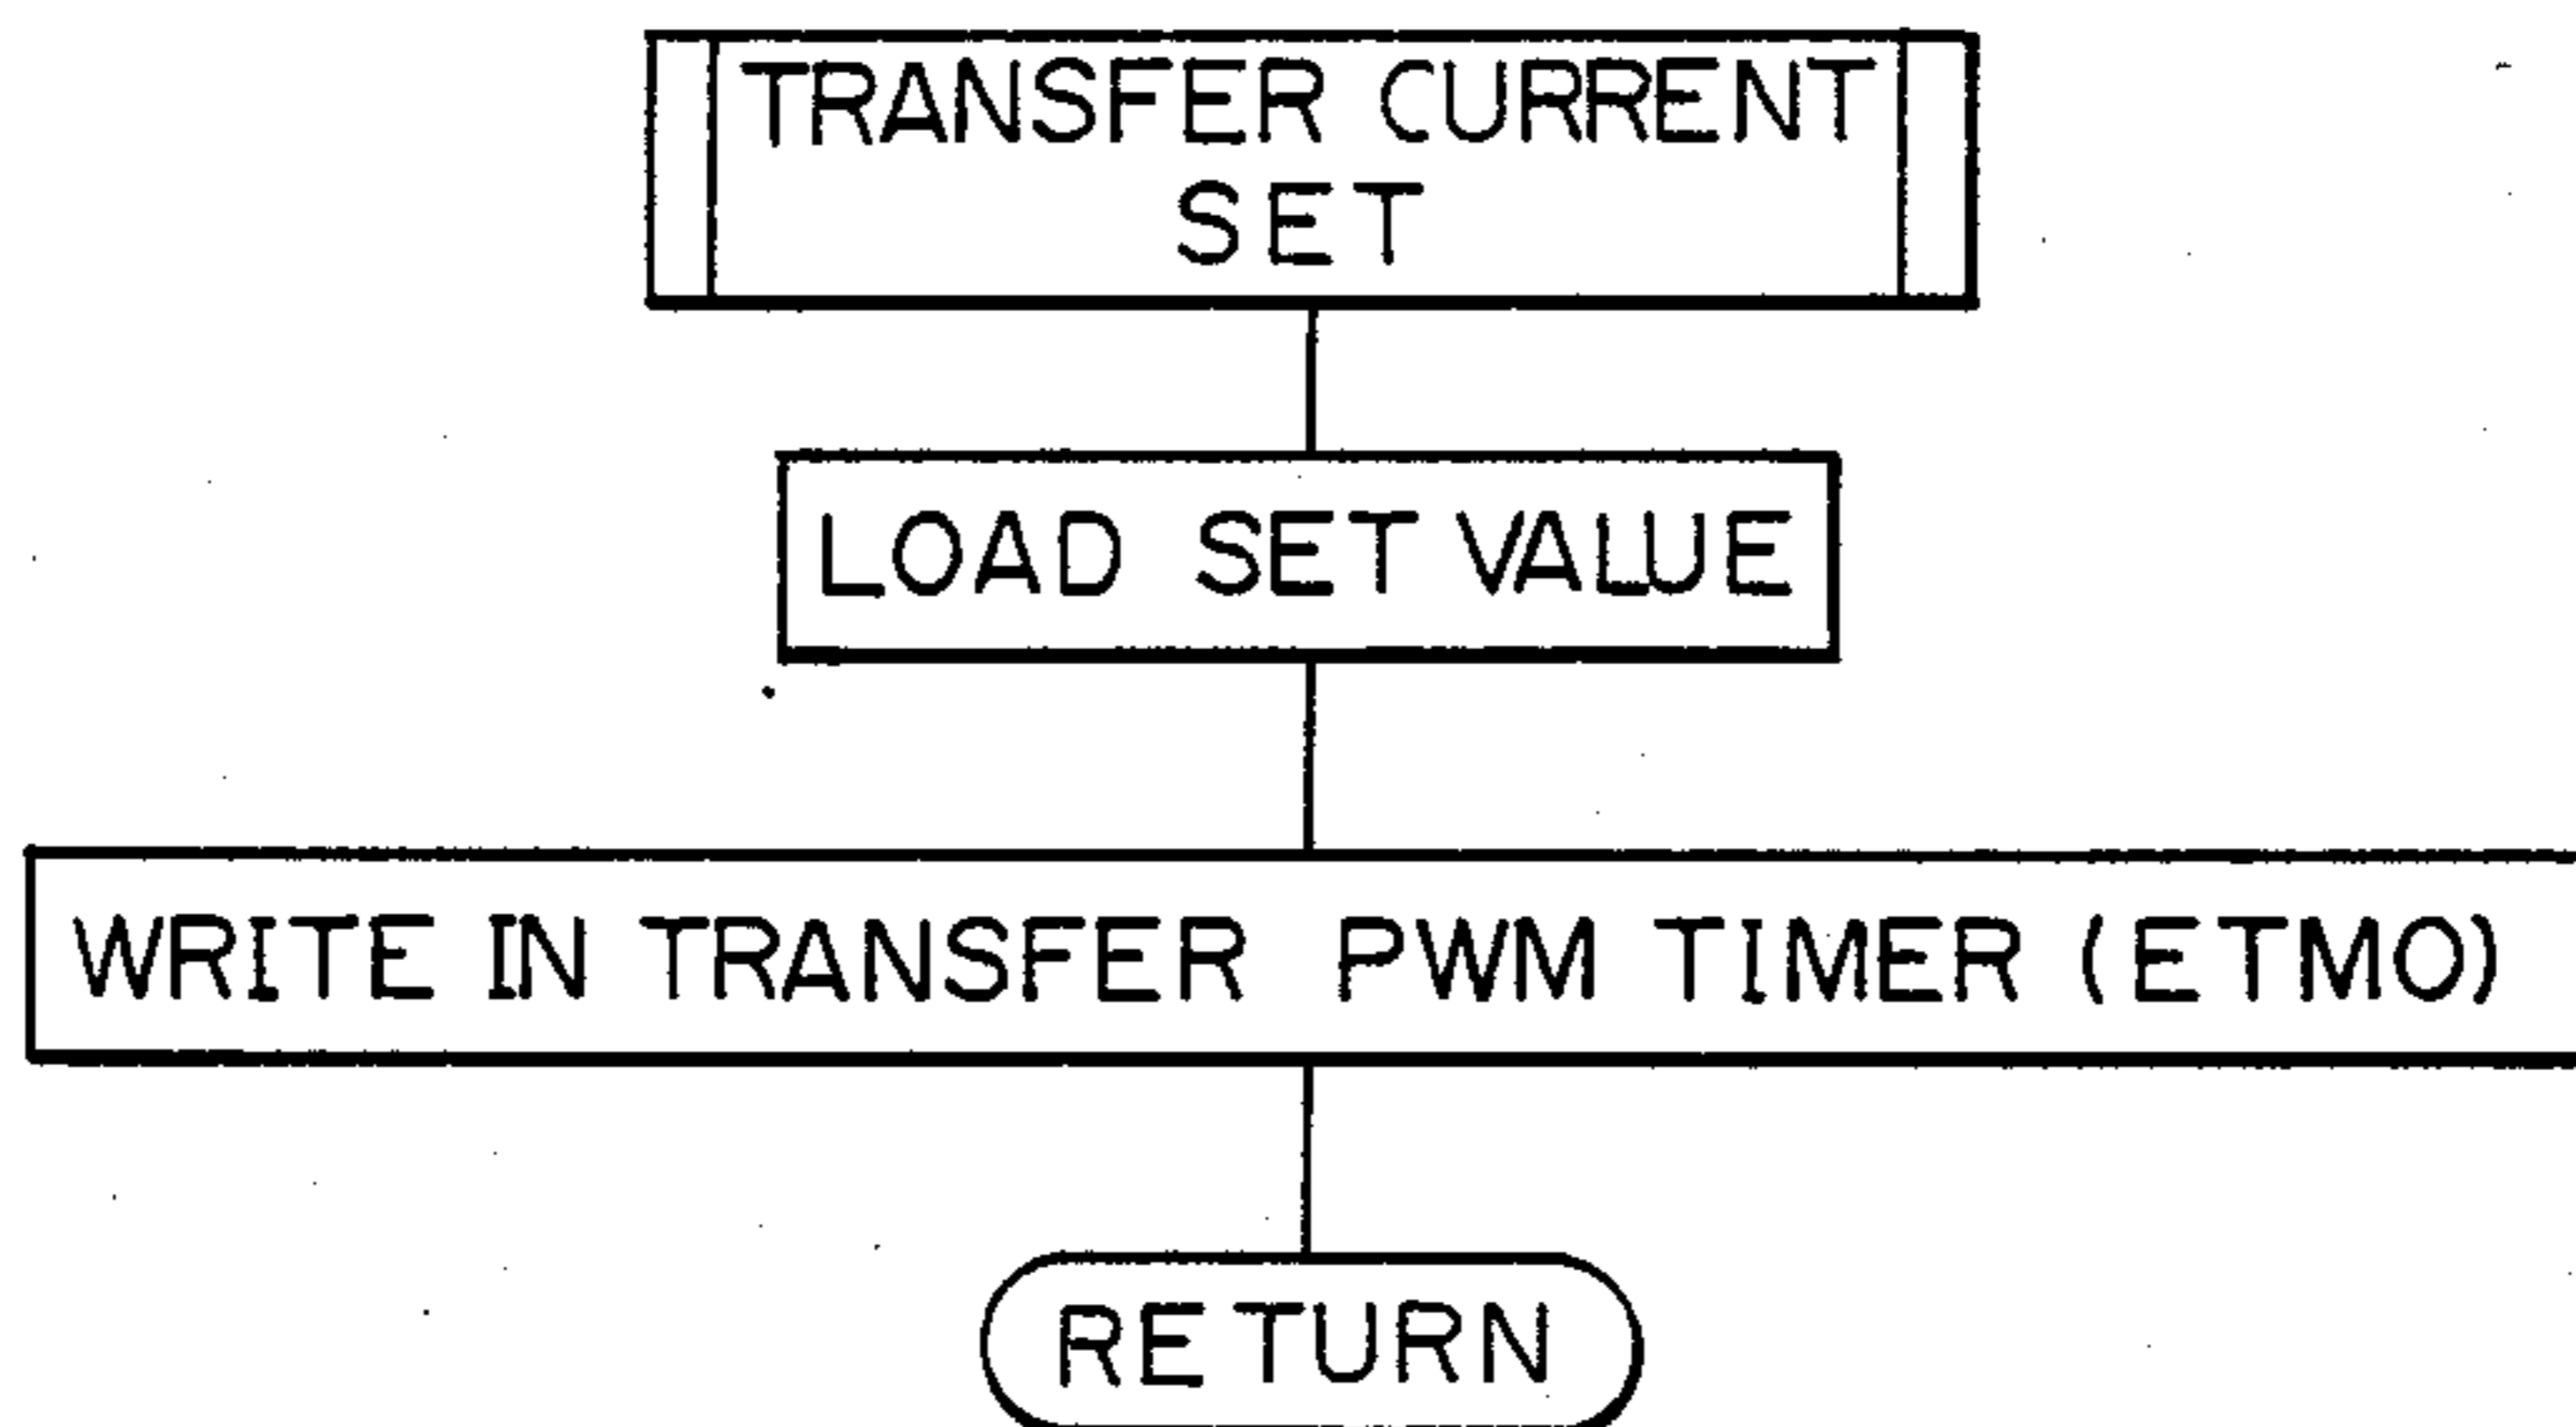 TRANSFER CURRENT
SET
LOAD SET VALUE
WRITE IN TRANSFER PWM TIMER (ETMO)
RETURN